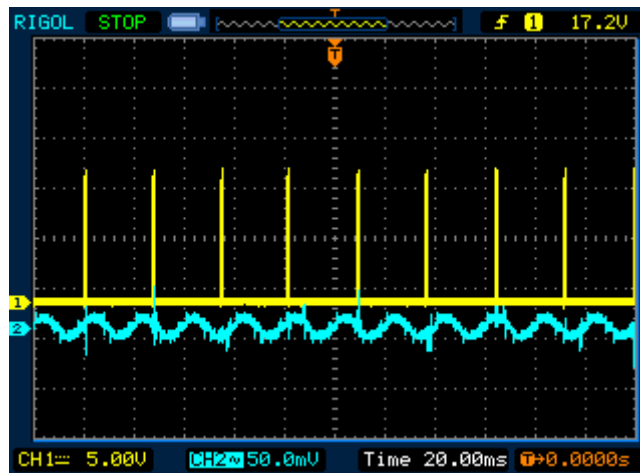 RIGOL STOP T ƒ 1 17.2V
T
1
2
CH1⎓ 5.00V CH2~ 50.0mV Time 20.00ms T→0.0000s